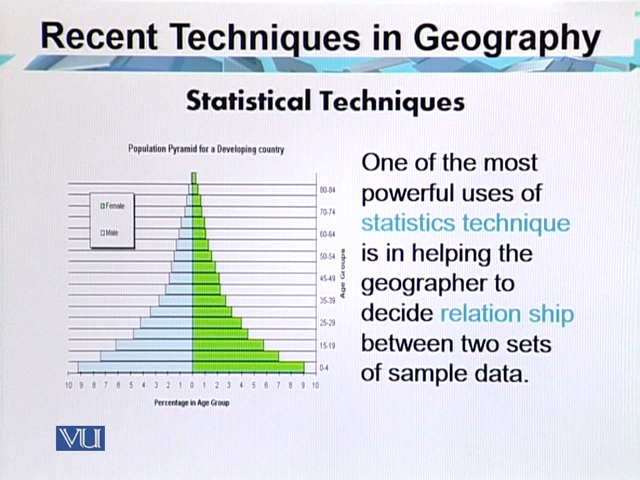 Recent Techniques in Geography
Statistical Techniques
Population Pyramid for a Developing country
Female
Male
80-84
70-74
60-64
50-54
45-49
35-39
25-29
15-19
0-4
Age Groups
10 9 8 7 6 5 4 3 2 1 0 1 2 3 4 5 6 7 8 9 10
Percentage in Age Group
One of the most
powerful uses of
statistics technique
is in helping the
geographer to
decide relation ship
between two sets
of sample data.
VU